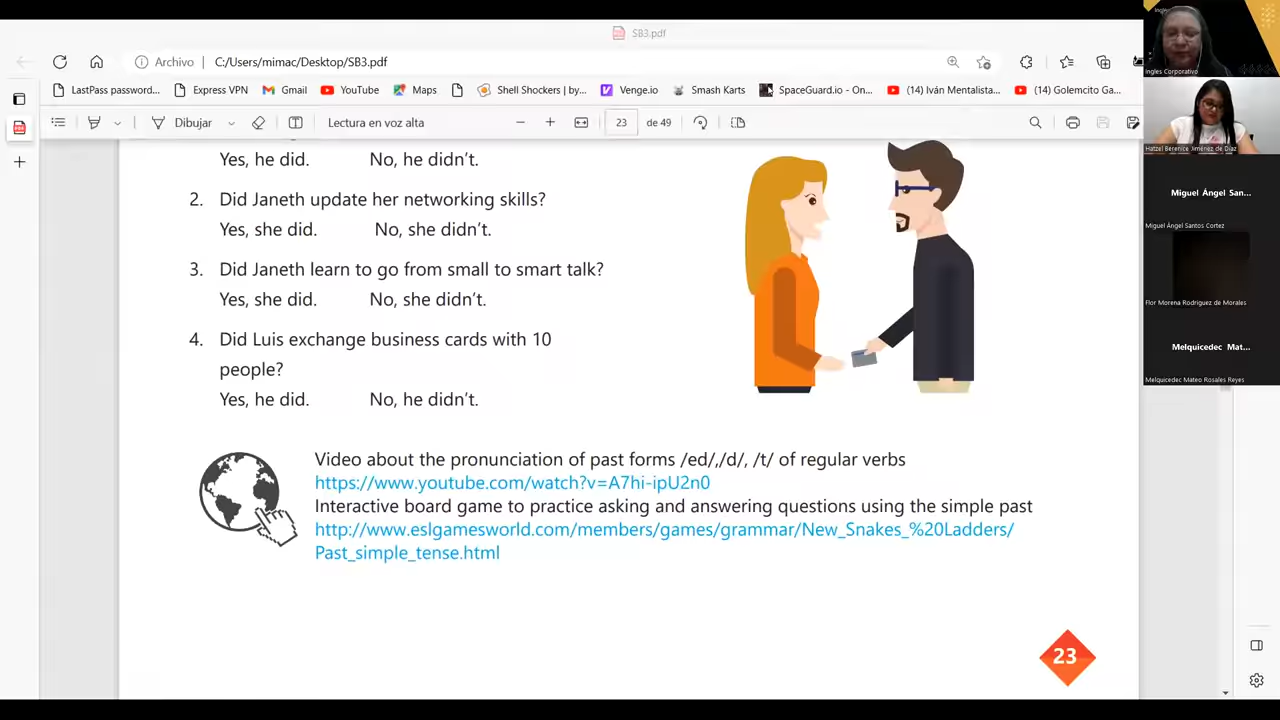 SB3.pdf
Archivo
C:/Users/mimac/Desktop/SB3.pdf
LastPass password...
Express VPN
Gmail
YouTube
Maps
Shell Shockers | by...
Venge.io
Smash Karts
SpaceGuard.io - On...
(14) Iván Mentalista...
(14) Golemcito Ga...
Dibujar
Lectura en voz alta
23
de 49
Yes, he did. No, he didn't.
2. Did Janeth update her networking skills?
Yes, she did. No, she didn't.
3. Did Janeth learn to go from small to smart talk?
Yes, she did. No, she didn't.
4. Did Luis exchange business cards with 10
people?
Yes, he did. No, he didn't.
Video about the pronunciation of past forms /ed/,/d/, /t/ of regular verbs
https://www.youtube.com/watch?v=A7hi-ipU2n0
Interactive board game to practice asking and answering questions using the simple past
http://www.eslgamesworld.com/members/games/grammar/New_Snakes_%20Ladders/
Past_simple_tense.html
23
Ingles Corporativo
Hatzel Berenice Jiménez de Díaz
Miguel Ángel San...
Miguel Ángel Santos Cortez
Flor Morena Rodriguez de Morales
Melquicedec Mat...
Melquicedec Mateo Rosales Reyes